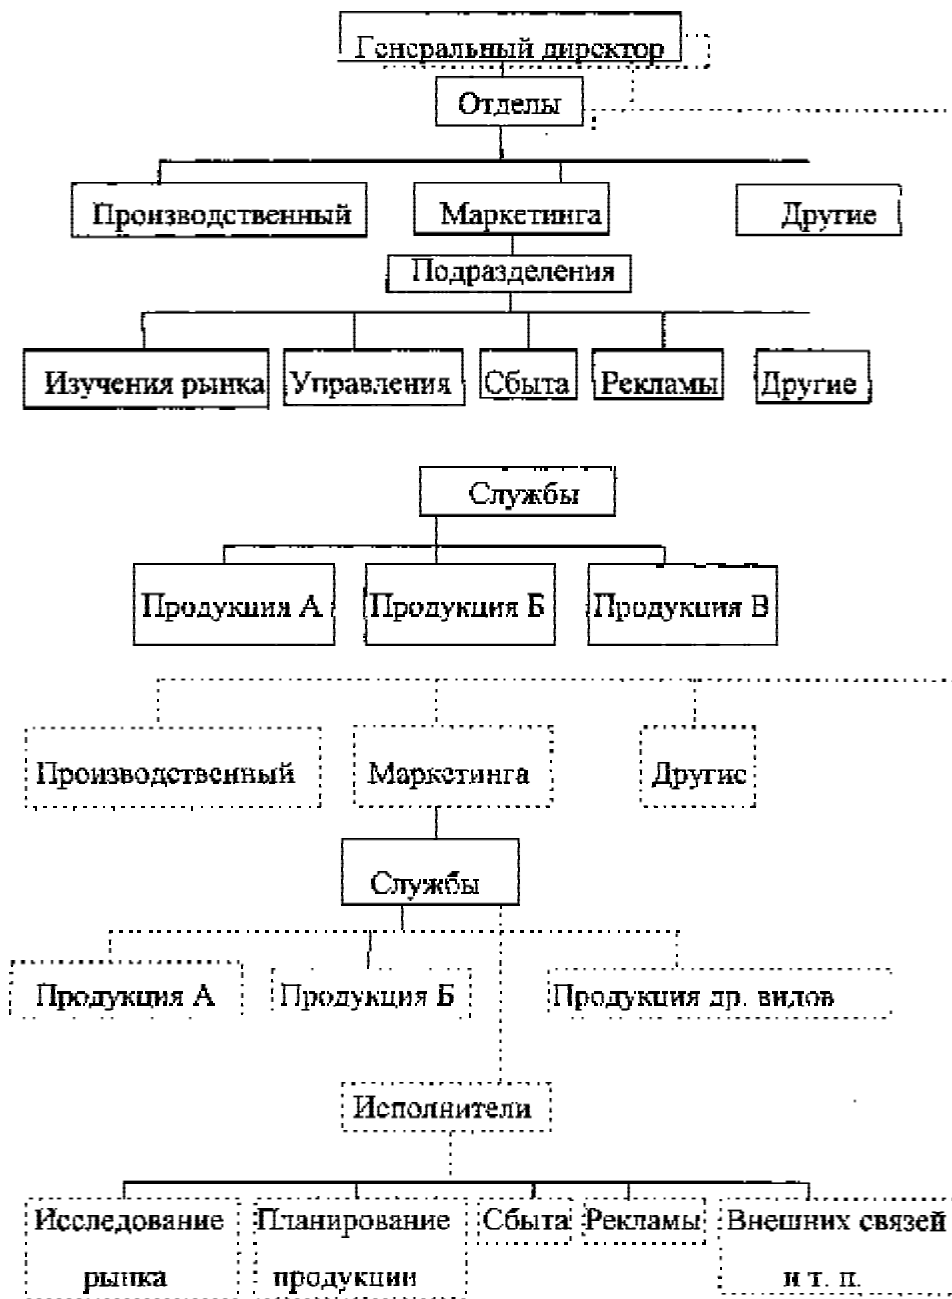 Генеральный директор
Отделы
Производственный Маркетинга Другие
Подразделения
Изучения рынка Управления Сбыта Рекламы Другие
Службы
Продукция А Продукция Б Продукция В
Производственный Маркетинга Другие
Службы
Продукция А Продукция Б Продукция др. видов
Исполнители
Исследование Планирование Сбыта Рекламы Внешних связей
рынка продукции и т. п.